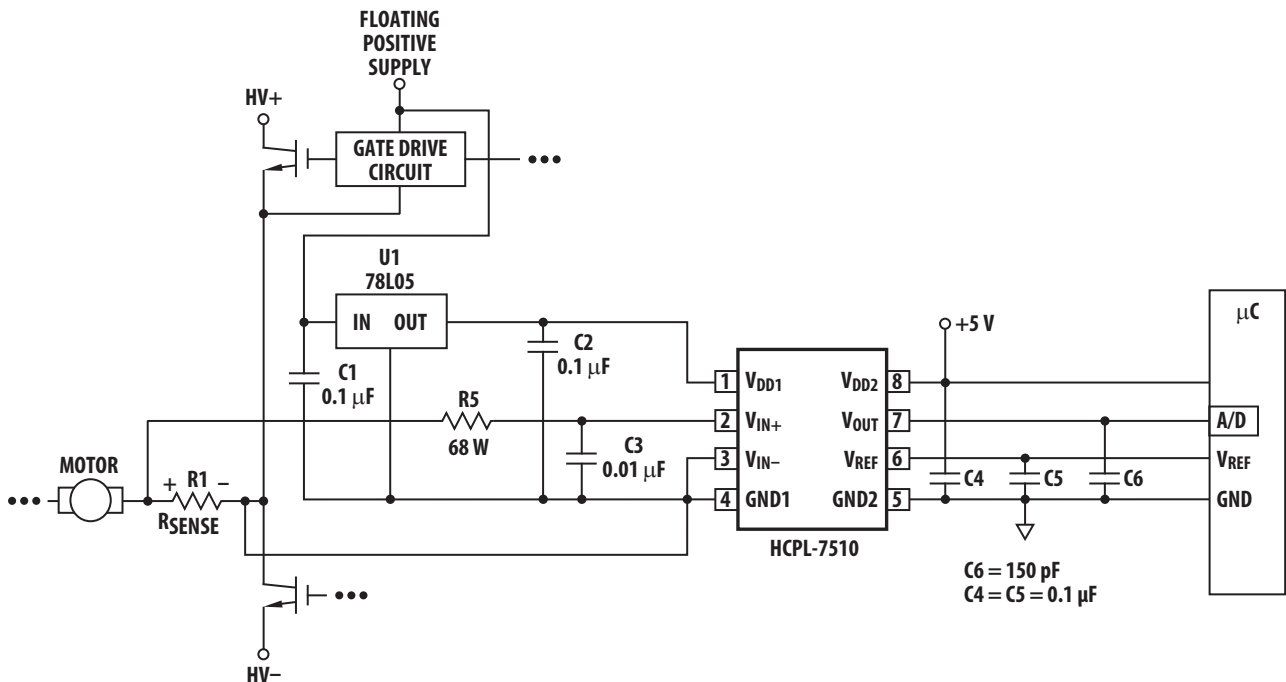 FLOATING
POSITIVE
SUPPLY
HV+
GATE DRIVE
CIRCUIT
U1
78L05
IN OUT
C1
0.1 μF
C2
0.1 μF
R5
68 W
C3
0.01 μF
MOTOR
+ R1 –
RSENSE
HV–
1 VDD1
2 VIN+
3 VIN–
4 GND1
VDD2 8
VOUT 7
VREF 6
GND2 5
HCPL-7510
+5 V
C4
C5
C6
C6 = 150 pF
C4 = C5 = 0.1 µF
μC
A/D
VREF
GND